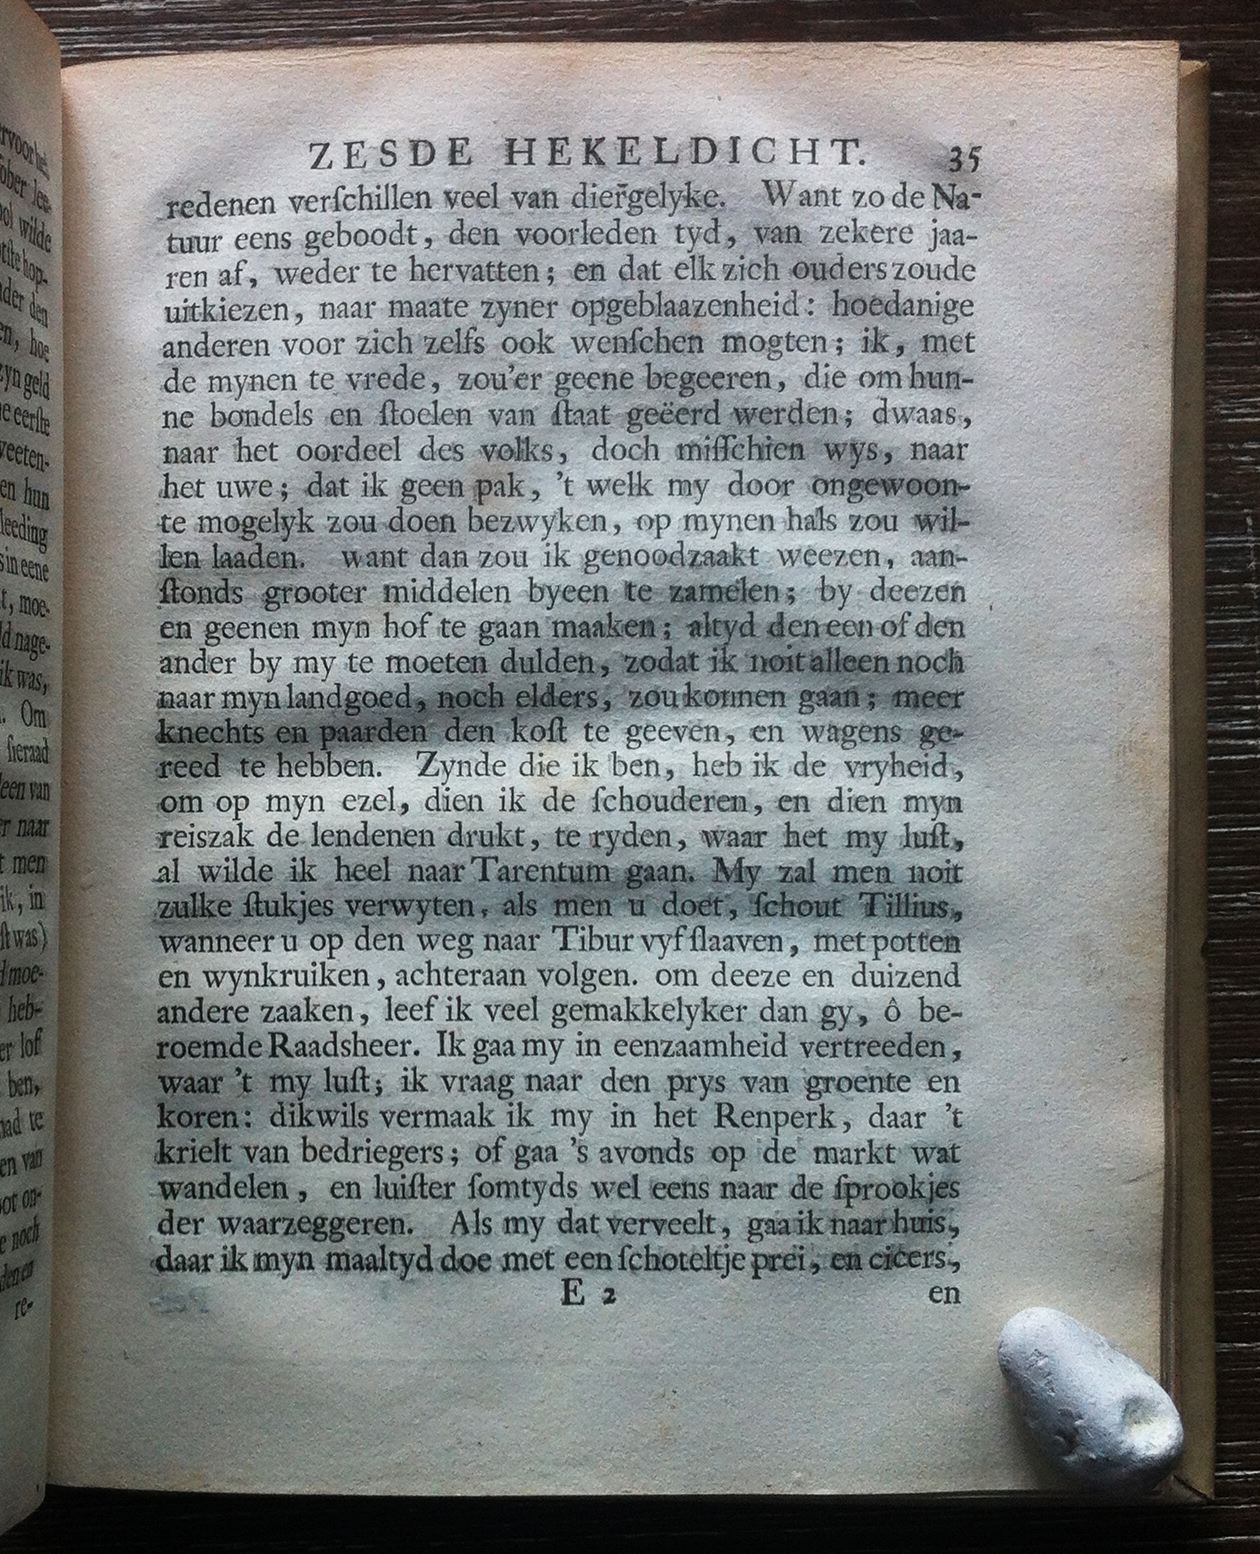 ZESDE HEKELDICHT. 35
redenen verſchillen veel van dier̃gelyke. Want zo de Na-
tuur eens geboodt, den voorleden tyd, van zekere jaa-
ren af, weder te hervatten; en dat elk zich ouders zoude
uitkiezen, naar maate zyner opgeblaazenheid: hoedanige
anderen voor zich zelfs ook wenſchen mogten; ik, met
de mynen te vrede, zou'er geene begeeren, die om hun-
ne bondels en ſtoelen van ſtaat geëerd werden; dwaas,
naar het oordeel des volks, doch miſſchien wys, naar
het uwe; dat ik geen pak, 't welk my door ongewoon-
te mogelyk zou doen bezwyken, op mynen hals zou wil-
len laaden. want dan zou ik genoodzaakt weezen, aan-
ſtonds grooter middelen byeen te zamelen; by deezen
en geenen myn hof te gaan maaken; altyd den een of den
ander by my te moeten dulden, zodat ik noit alleen noch
naar myn landgoed, noch elders, zou konnen gaan; meer
knechts en paarden den koſt te geeven, en wagens ge-
reed te hebben. Zynde die ik ben, heb ik de vryheid,
om op myn ezel, dien ik de ſchouderen, en dien myn
reiszak de lendenen drukt, te ryden, waar het my luſt,
al wilde ik heel naar Tarentum gaan. My zal men noit
zulke ſtukjes verwyten, als men u doet, ſchout Tillius,
wanneer u op den weg naar Tibur vyf ſlaaven, met potten
en wynkruiken, achteraan volgen. om deeze en duizend
andere zaaken, leef ik veel gemakkelyker dan gy, ô be-
roemde Raadsheer. Ik gaa my in eenzaamheid vertreeden,
waar 't my luſt; ik vraag naar den prys van groente en
koren: dikwils vermaak ik my in het Renperk, daar 't
krielt van bedriegers; of gaa 's avonds op de markt wat
wandelen, en luiſter ſomtyds wel eens naar de ſprookjes
der waarzeggeren. Als my dat verveelt, gaa ik naar huis,
daar ik myn maaltyd doe met een ſchoteltje prei, en cicers,
E 2 en